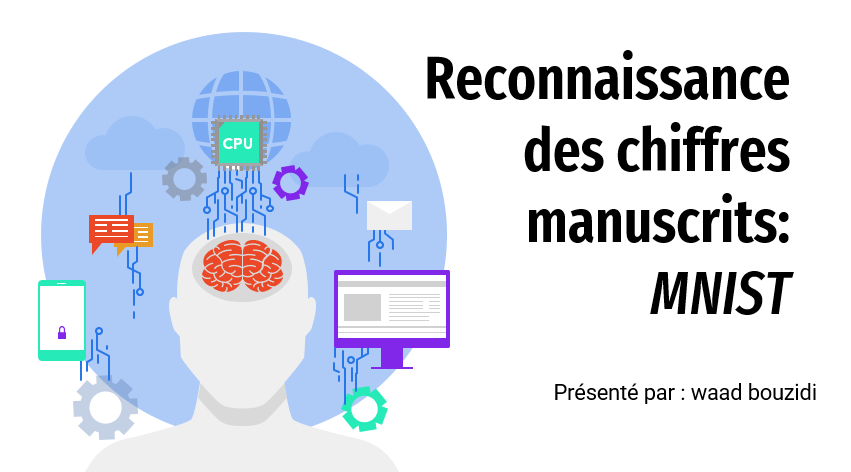 Reconnaissance
des chiffres
manuscrits:
MNIST
CPU
Présenté par : waad bouzidi